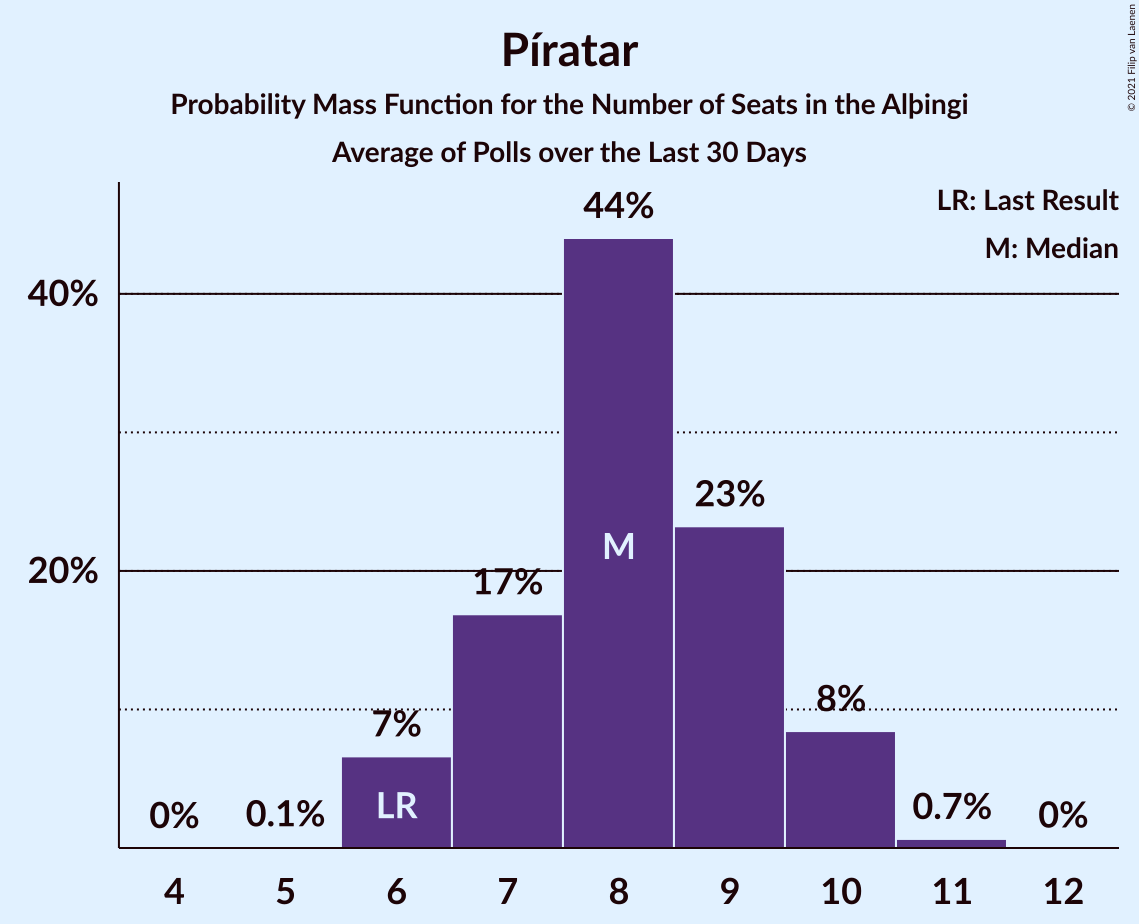 Píratar
Probability Mass Function for the Number of Seats in the Alþingi
Average of Polls over the Last 30 Days
© 2021 Filip van Laenen
LR: Last Result
M: Median
44%
40%
23%
M
20%
17%
8%
7%
LR
0%
0.1%
0.7%
0%
4 5 6 7 8 9 10 11 12